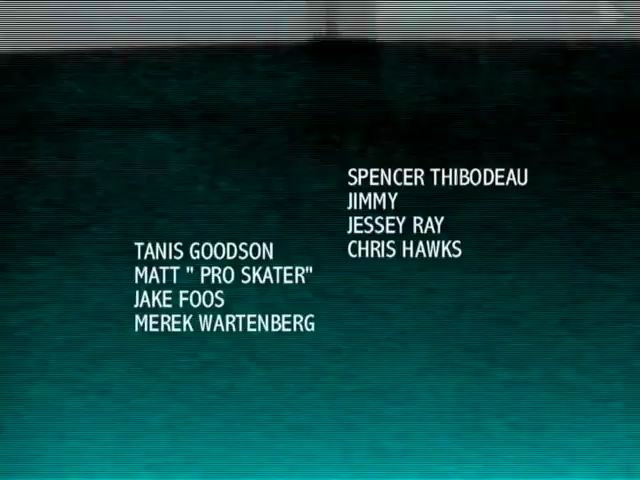 SPENCER THIBODEAU
JIMMY
JESSEY RAY
CHRIS HAWKS
TANIS GOODSON
MATT " PRO SKATER"
JAKE FOOS
MEREK WARTENBERG